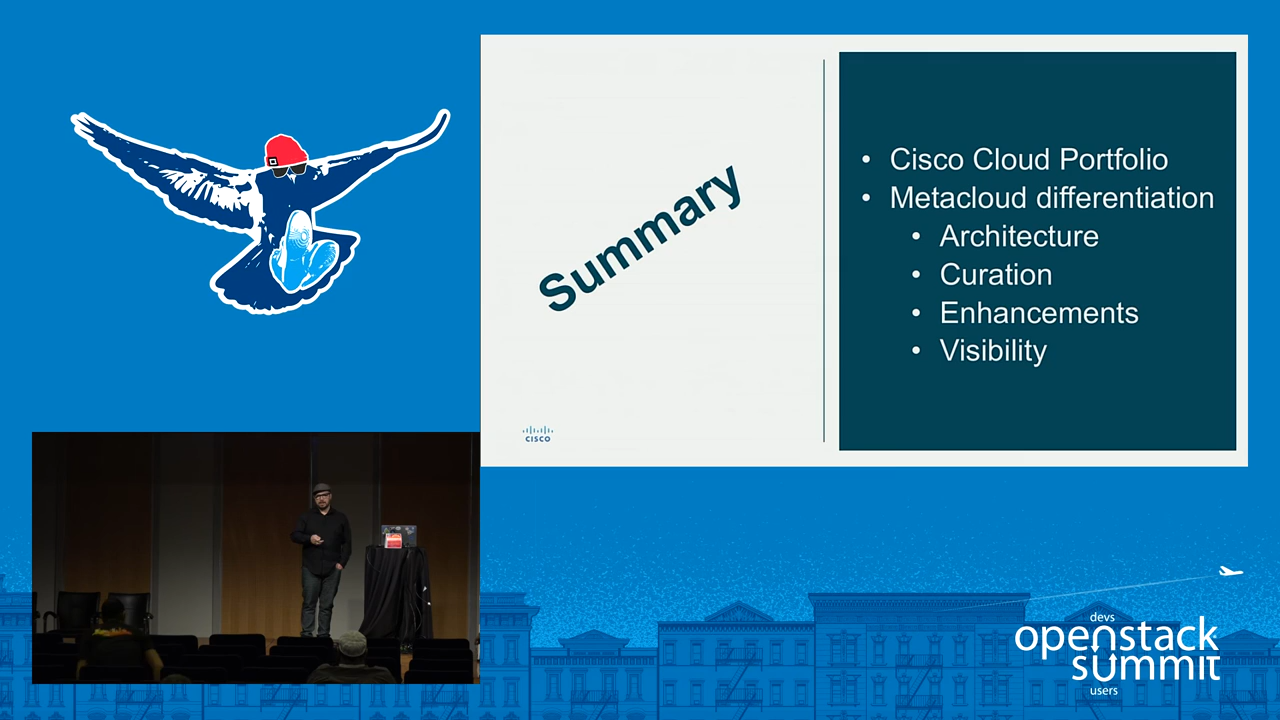 Summary
• Cisco Cloud Portfolio
• Metacloud differentiation
• Architecture
• Curation
• Enhancements
• Visibility
CISCO
devs
openstack
summit
users